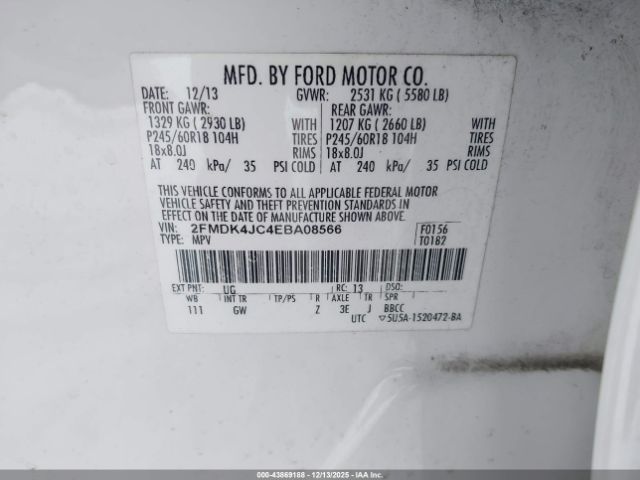 MFD. BY FORD MOTOR CO.
DATE: 12/13 GVWR: 2531 KG ( 5580 LB)
FRONT GAWR: REAR GAWR:
1329 KG ( 2930 LB) WITH 1207 KG ( 2660 LB) WITH
P245/60R18 104H TIRES P245/60R18 104H TIRES
18x8.0J RIMS 18x8.0J RIMS
AT 240 kPa/ 35 PSI COLD AT 240 kPa/ 35 PSI COLD
THIS VEHICLE CONFORMS TO ALL APPLICABLE FEDERAL MOTOR
VEHICLE SAFETY AND THEFT PREVENTION STANDARDS IN
EFFECT ON THE DATE OF MANUFACTURE SHOWN ABOVE.
VIN: 2FMDK4JC4EBA08566 F0156
TYPE: MPV T0182
EXT PNT: UG RC: 13 DSO:
WB INT TR TP/PS R AXLE TR SPR
111 GW Z 3E J BBCC
UTC ▽5U5A-1520472-BA
000-43869188 - 12/13/2025 - IAA Inc.